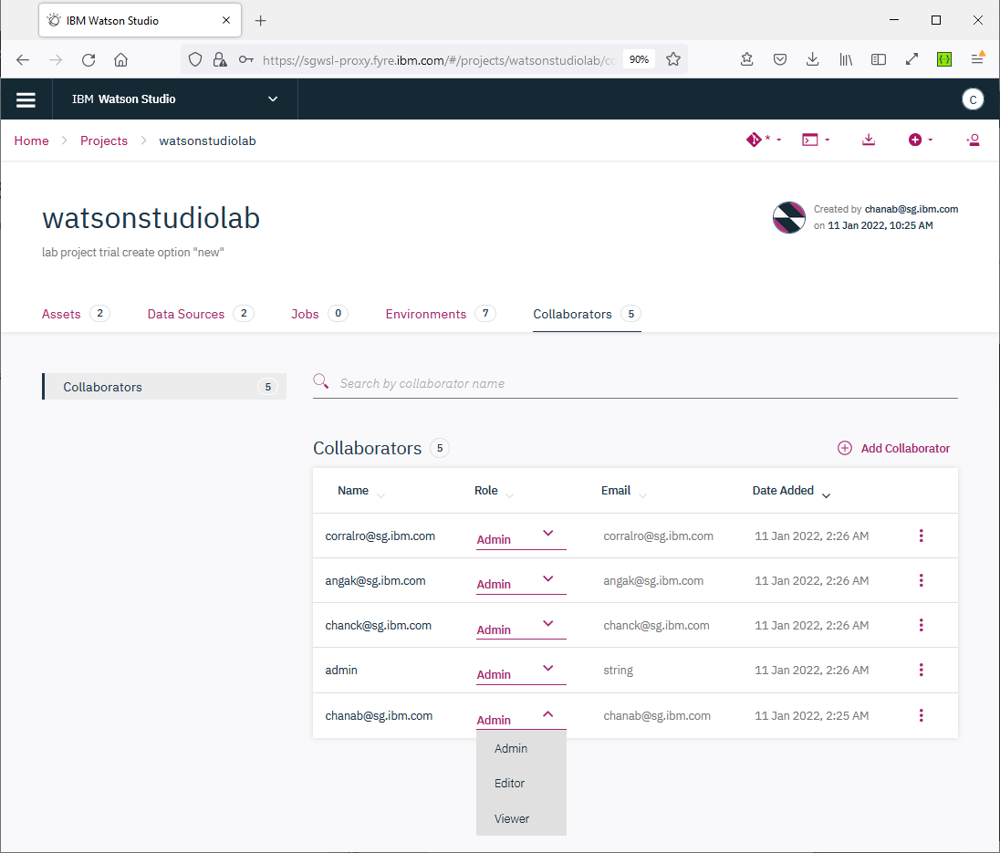 IBM Watson Studio
https://sgwsl-proxy.fyre.ibm.com/#/projects/watsonstudiolab/cc 90%
IBM Watson Studio C
Home Projects watsonstudiolab *
watsonstudiolab
Created by chanab@sg.ibm.com
on 11 Jan 2022, 10:25 AM
lab project trial create option "new"
Assets 2 Data Sources 2 Jobs 0 Environments 7 Collaborators 5
Collaborators 5
Search by collaborator name
Collaborators 5 Add Collaborator
Name Role Email Date Added
corralro@sg.ibm.com Admin corralro@sg.ibm.com 11 Jan 2022, 2:26 AM
angak@sg.ibm.com Admin angak@sg.ibm.com 11 Jan 2022, 2:26 AM
chanck@sg.ibm.com Admin chanck@sg.ibm.com 11 Jan 2022, 2:26 AM
admin Admin string 11 Jan 2022, 2:26 AM
chanab@sg.ibm.com Admin chanab@sg.ibm.com 11 Jan 2022, 2:25 AM
Admin
Editor
Viewer